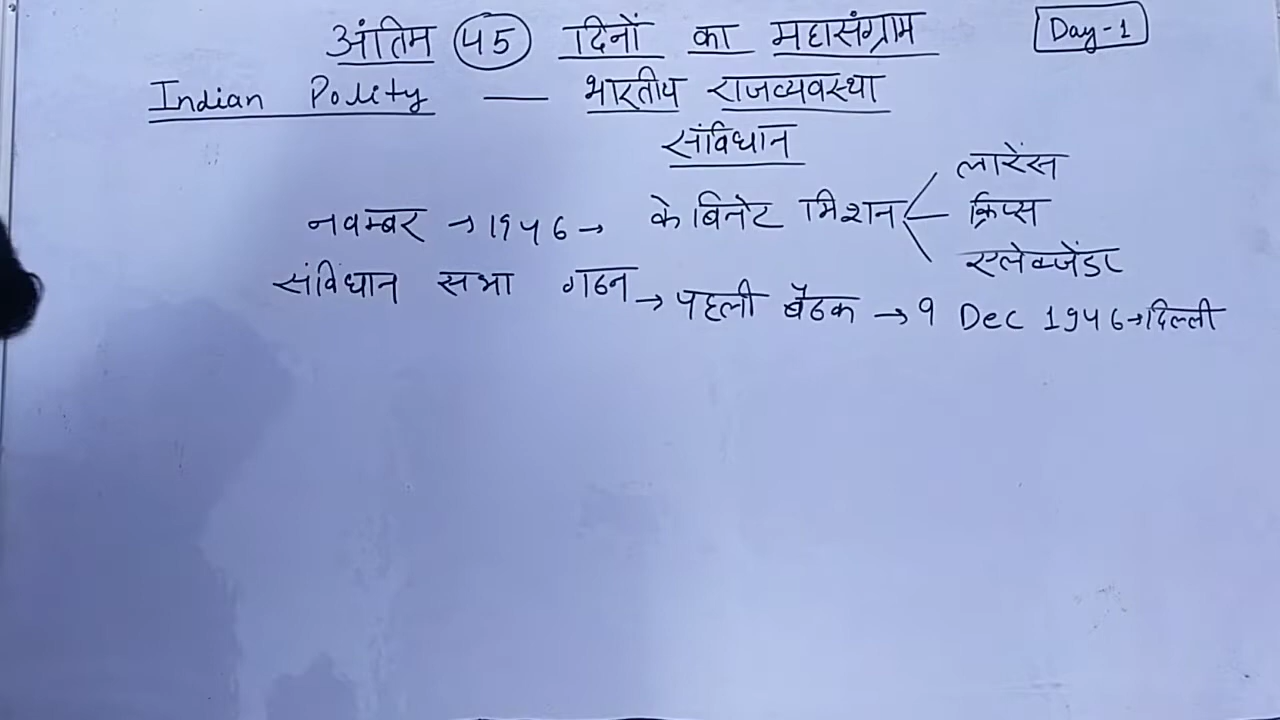 अंतिम 45 दिनों का महासंग्राम
Day-1
Indian Polity — भारतीय राजव्यवस्था
संविधान
नवम्बर → 1946 → केबिनेट मिशन
लारेंस
क्रिप्स
एलेक्जेंडर
संविधान सभा गठन → पहली बैठक → 9 Dec 1946 → दिल्ली